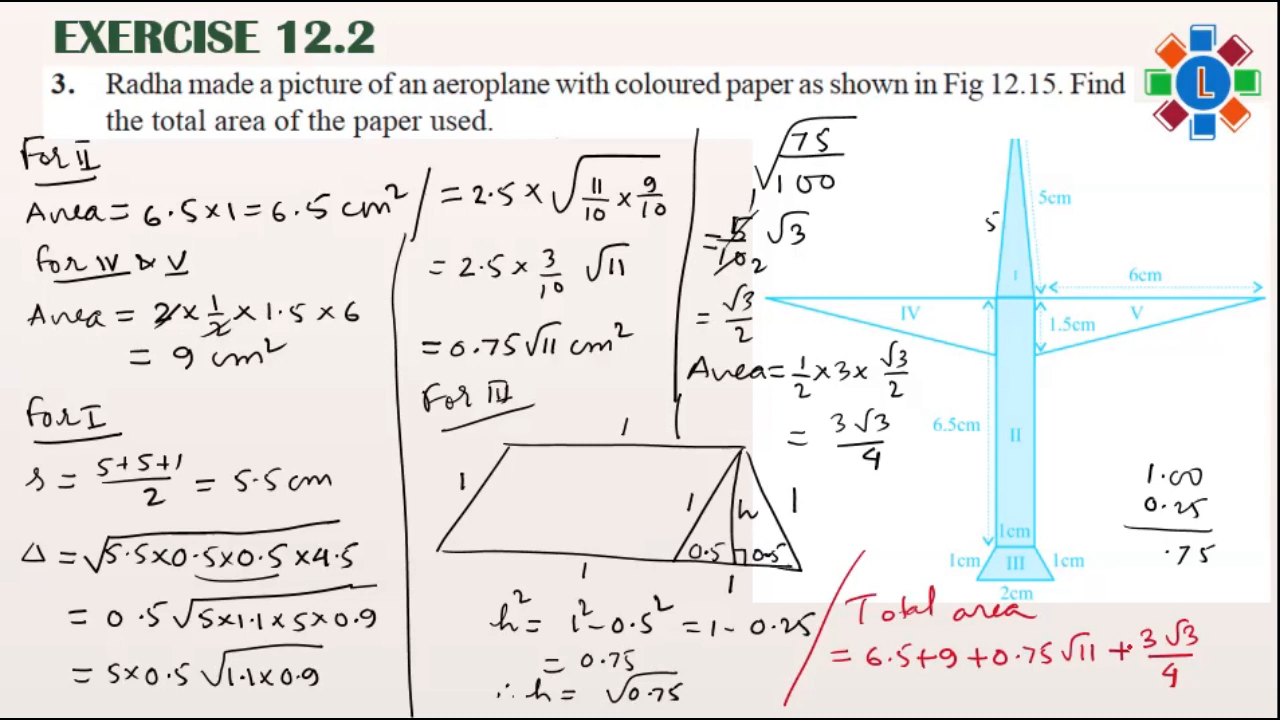 EXERCISE 12.2
L
3. Radha made a picture of an aeroplane with coloured paper as shown in Fig 12.15. Find
the total area of the paper used.
For II
Area = 6.5 × 1 = 6.5 cm²
For IV & V
Area = 2 × 1/2 × 1.5 × 6
= 9 cm²
For I
s = (5+5+1)/2 = 5.5 cm
Δ = √(5.5×0.5×0.5×4.5)
= 0.5 √(5×1.1×5×0.9)
= 5×0.5 √(1.1×0.9)
= 2.5 × √(11/10 × 9/10)
= 2.5 × 3/10 √11
= 0.75 √11 cm²
For III
1
1
1
h
1
0.5
0.5
1
1
h² = 1² - 0.5² = 1 - 0.25
= 0.75
∴ h = √0.75
√(75/100)
= 5/10 √3
2
= √3/2
Area = 1/2 × 3 × √3/2
= 3√3/4
5cm
5
I
6cm
IV
V
1.5cm
6.5cm
II
1cm
1cm
III
1cm
2cm
1.00
0.25
.75
Total area
= 6.5+9+0.75√11 + 3√3/4